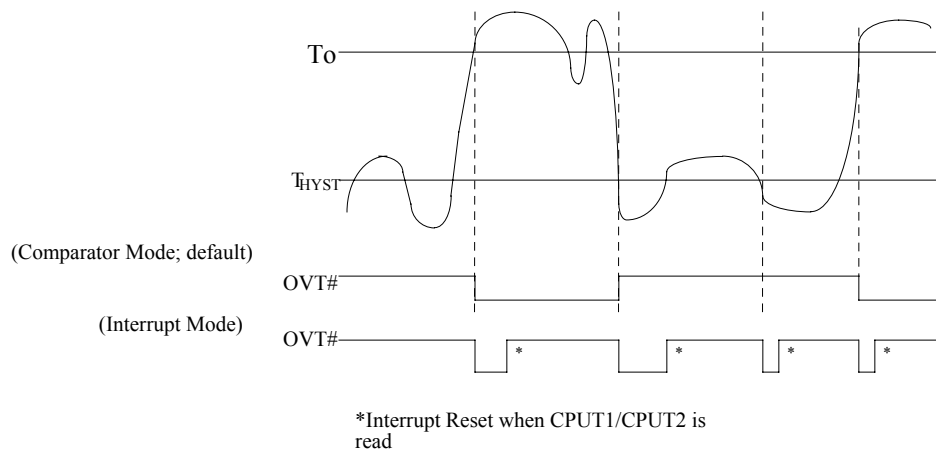 To
THYST
(Comparator Mode; default)
OVT#
(Interrupt Mode)
OVT#
* * * *
*Interrupt Reset when CPUT1/CPUT2 is
read